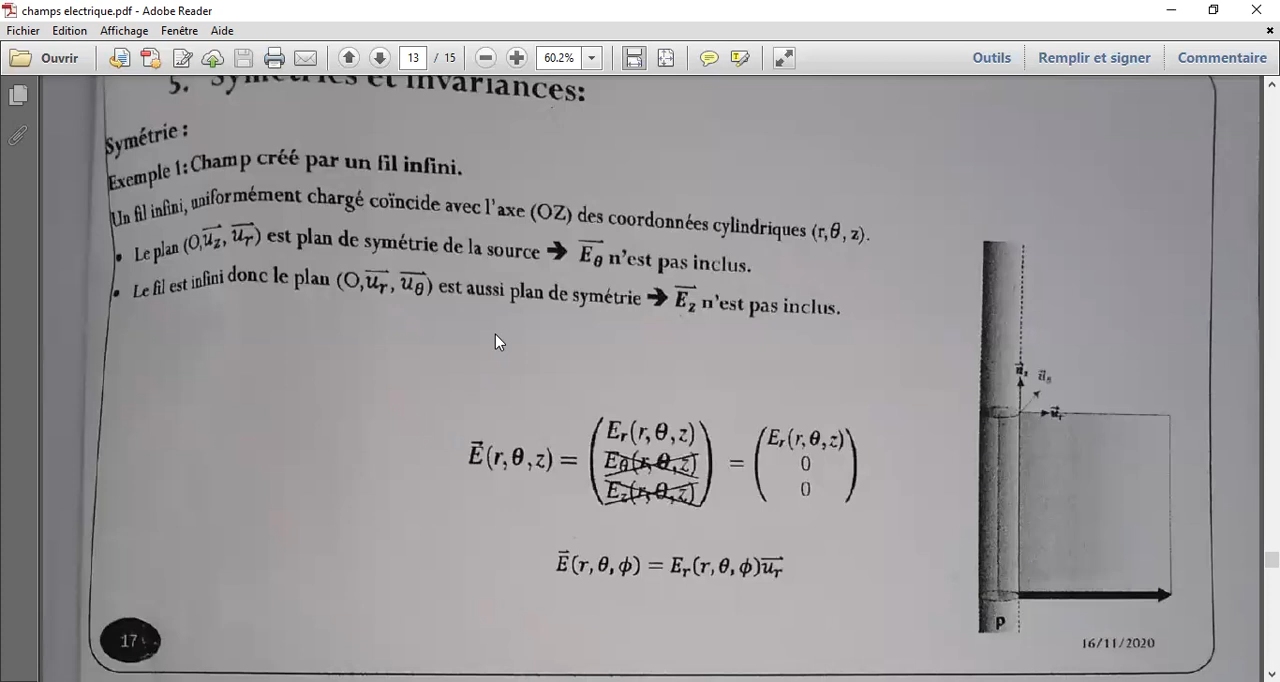 champs electrique.pdf - Adobe Reader
Fichier Edition Affichage Fenêtre Aide
Ouvrir 13 / 15 60.2% Outils Remplir et signer Commentaire
5. Symétries et invariances:
Symétrie :
Exemple 1: Champ créé par un fil infini.
Un fil infini, uniformément chargé coïncide avec l'axe (OZ) des coordonnées cylindriques (r,θ, z).
• Le plan (O,u⃗z, u⃗r) est plan de symétrie de la source ➔ E⃗θ n'est pas inclus.
• Le fil est infini donc le plan (O,u⃗r, u⃗θ) est aussi plan de symétrie ➔ E⃗z n'est pas inclus.
u⃗z u⃗θ
u⃗r
E⃗(r,θ,z) = (Er(r,θ,z) Eθ(r,θ,z) Ez(r,θ,z)) = (Er(r,θ,z) 0 0)
E⃗(r,θ,ϕ) = Er(r,θ,ϕ)u⃗r
P
17
16/11/2020